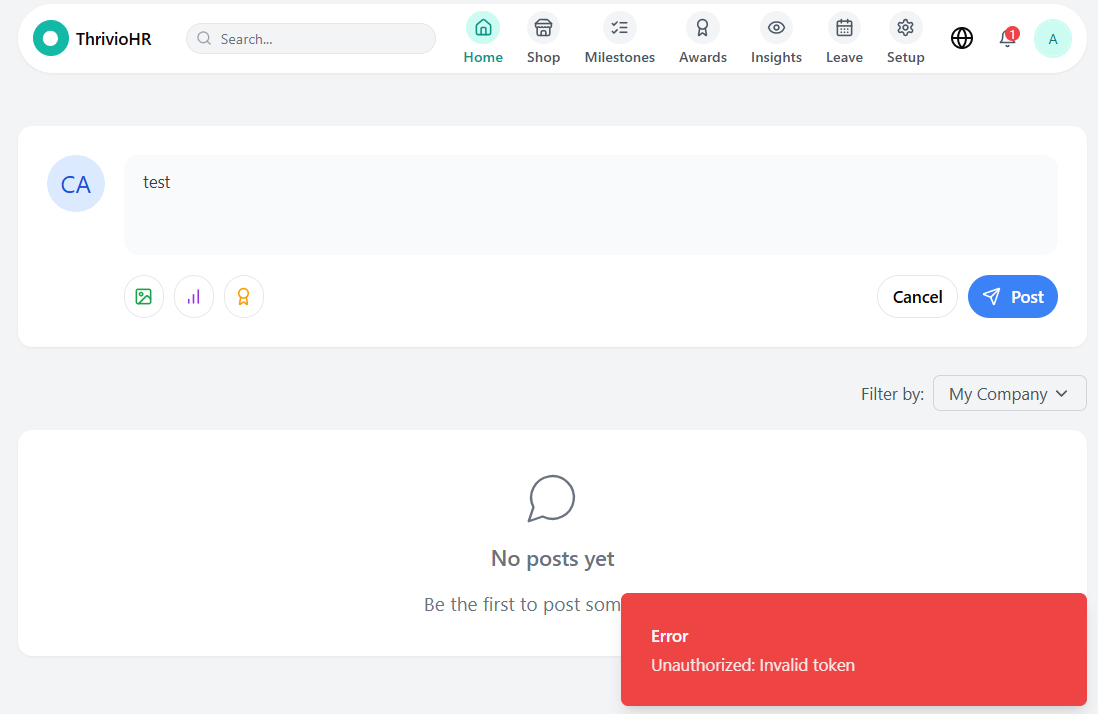 ThrivioHR
Search...
Home
Shop
Milestones
Awards
Insights
Leave
Setup
1
A
CA
test
Cancel
Post
Filter by:
My Company
No posts yet
Be the first to post som
Error
Unauthorized: Invalid token